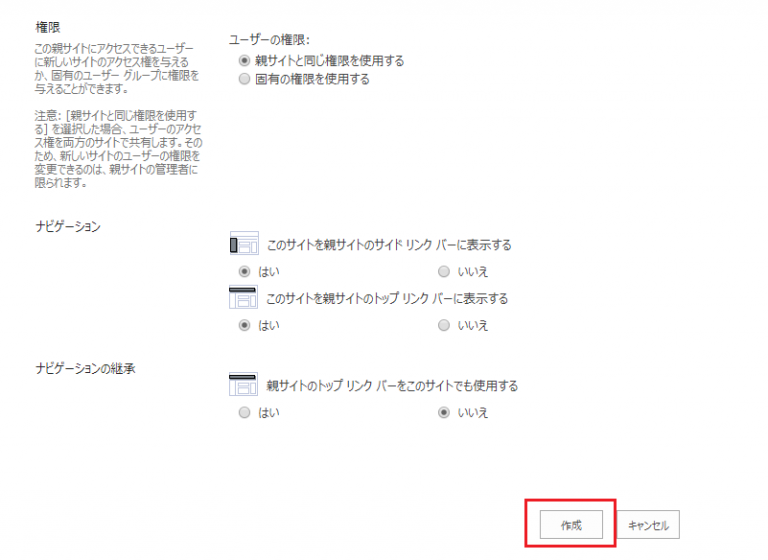 権限
この親サイトにアクセスできるユーザー
に新しいサイトのアクセス権を与える
か、固有のユーザー グループに権限を
与えることができます。
注意: [親サイトと同じ権限を使用す
る] を選択した場合、ユーザーのアクセ
ス権を両方のサイトで共有します。その
ため、新しいサイトのユーザーの権限を
変更できるのは、親サイトの管理者に
限られます。
ユーザーの権限:
親サイトと同じ権限を使用する
固有の権限を使用する
ナビゲーション
このサイトを親サイトのサイド リンク バーに表示する
はい いいえ
このサイトを親サイトのトップ リンク バーに表示する
はい いいえ
ナビゲーションの継承
親サイトのトップ リンク バーをこのサイトでも使用する
はい いいえ
作成 キャンセル